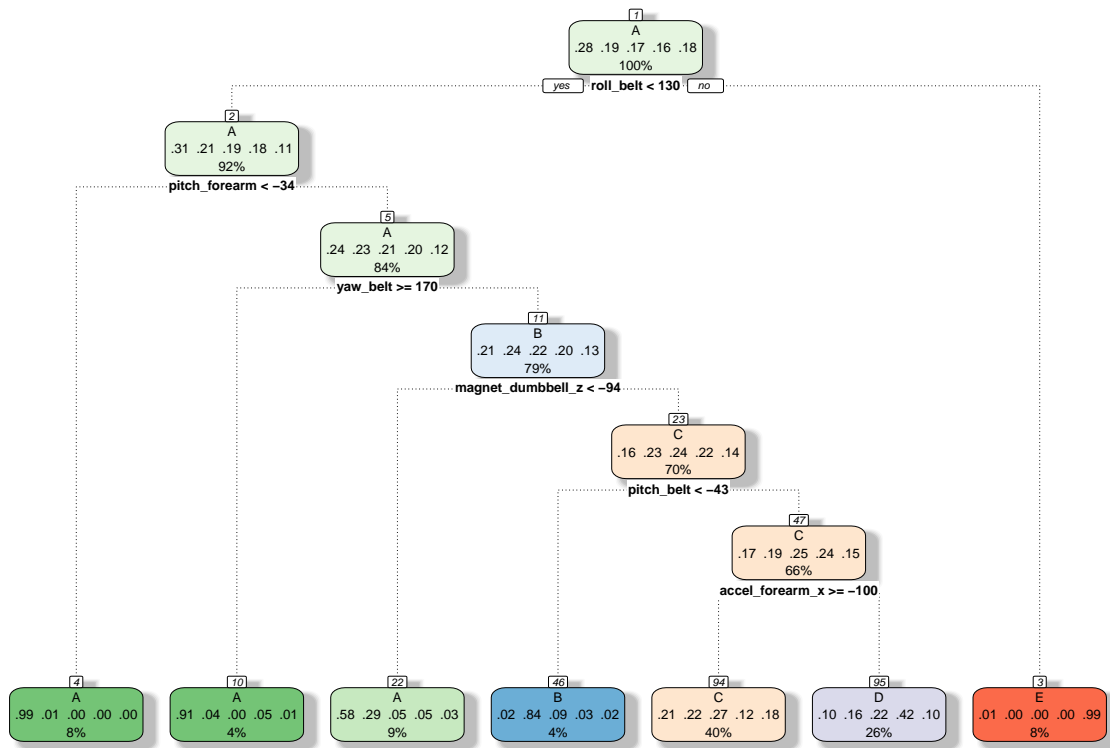 1
A
.28 .19 .17 .16 .18
100%
yes roll_belt < 130 no
2
A
.31 .21 .19 .18 .11
92%
pitch_forearm < −34
5
A
.24 .23 .21 .20 .12
84%
yaw_belt >= 170
11
B
.21 .24 .22 .20 .13
79%
magnet_dumbbell_z < −94
23
C
.16 .23 .24 .22 .14
70%
pitch_belt < −43
47
C
.17 .19 .25 .24 .15
66%
accel_forearm_x >= −100
4
A
.99 .01 .00 .00 .00
8%
10
A
.91 .04 .00 .05 .01
4%
22
A
.58 .29 .05 .05 .03
9%
46
B
.02 .84 .09 .03 .02
4%
94
C
.21 .22 .27 .12 .18
40%
95
D
.10 .16 .22 .42 .10
26%
3
E
.01 .00 .00 .00 .99
8%